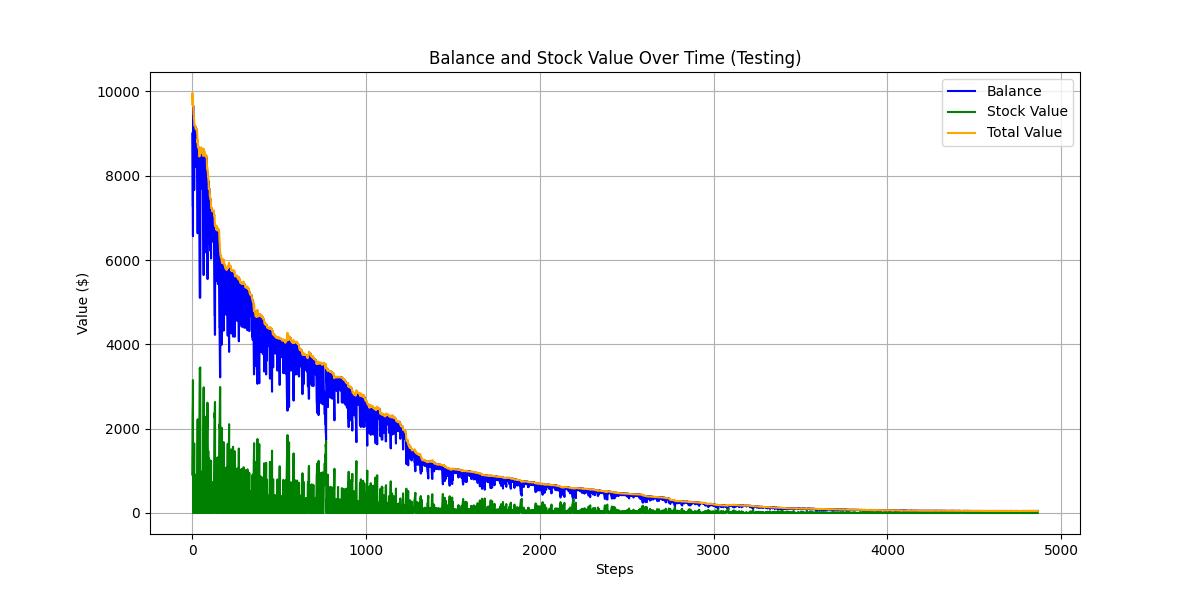 Balance and Stock Value Over Time (Testing)
Balance
Stock Value
Total Value
10000
8000
6000
4000
2000
0
Value ($)
0 1000 2000 3000 4000 5000
Steps